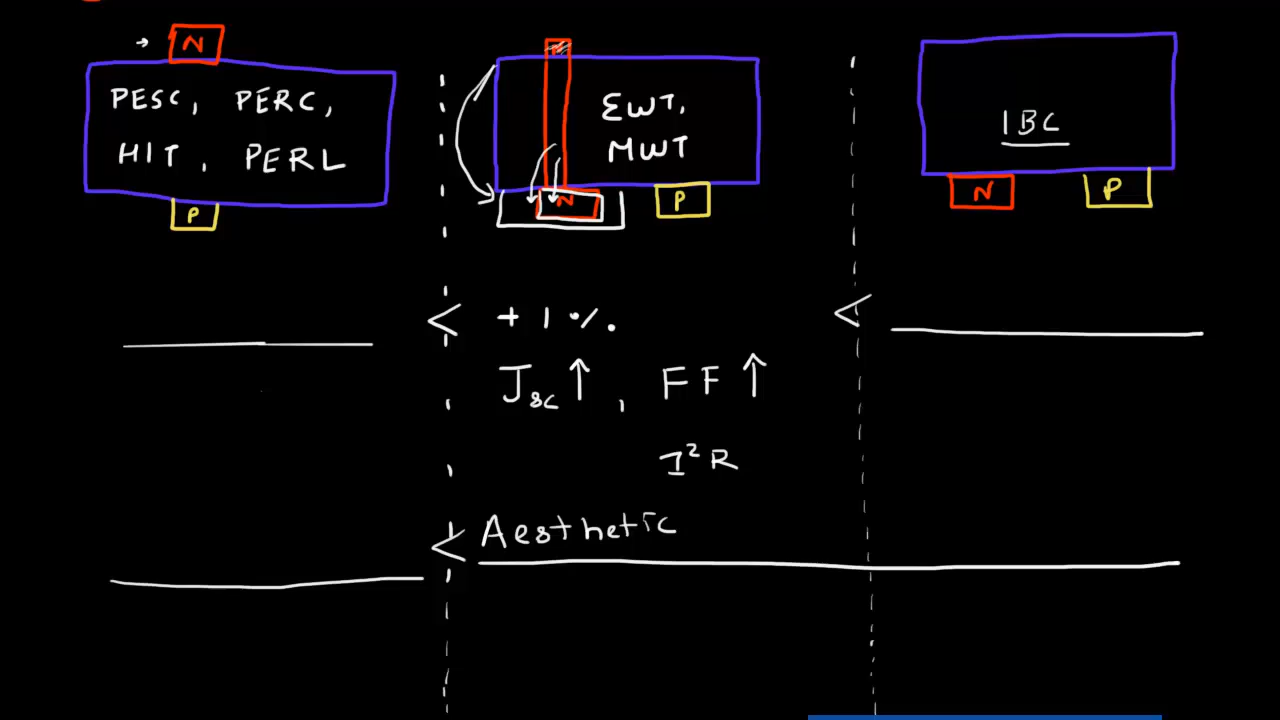 N
PESC, PERC,
HIT, PERL
P
EWT,
MWT
N
P
IBC
N
P
< + 1 %. <
Jsc ↑, FF ↑
I²R
< Aesthetic